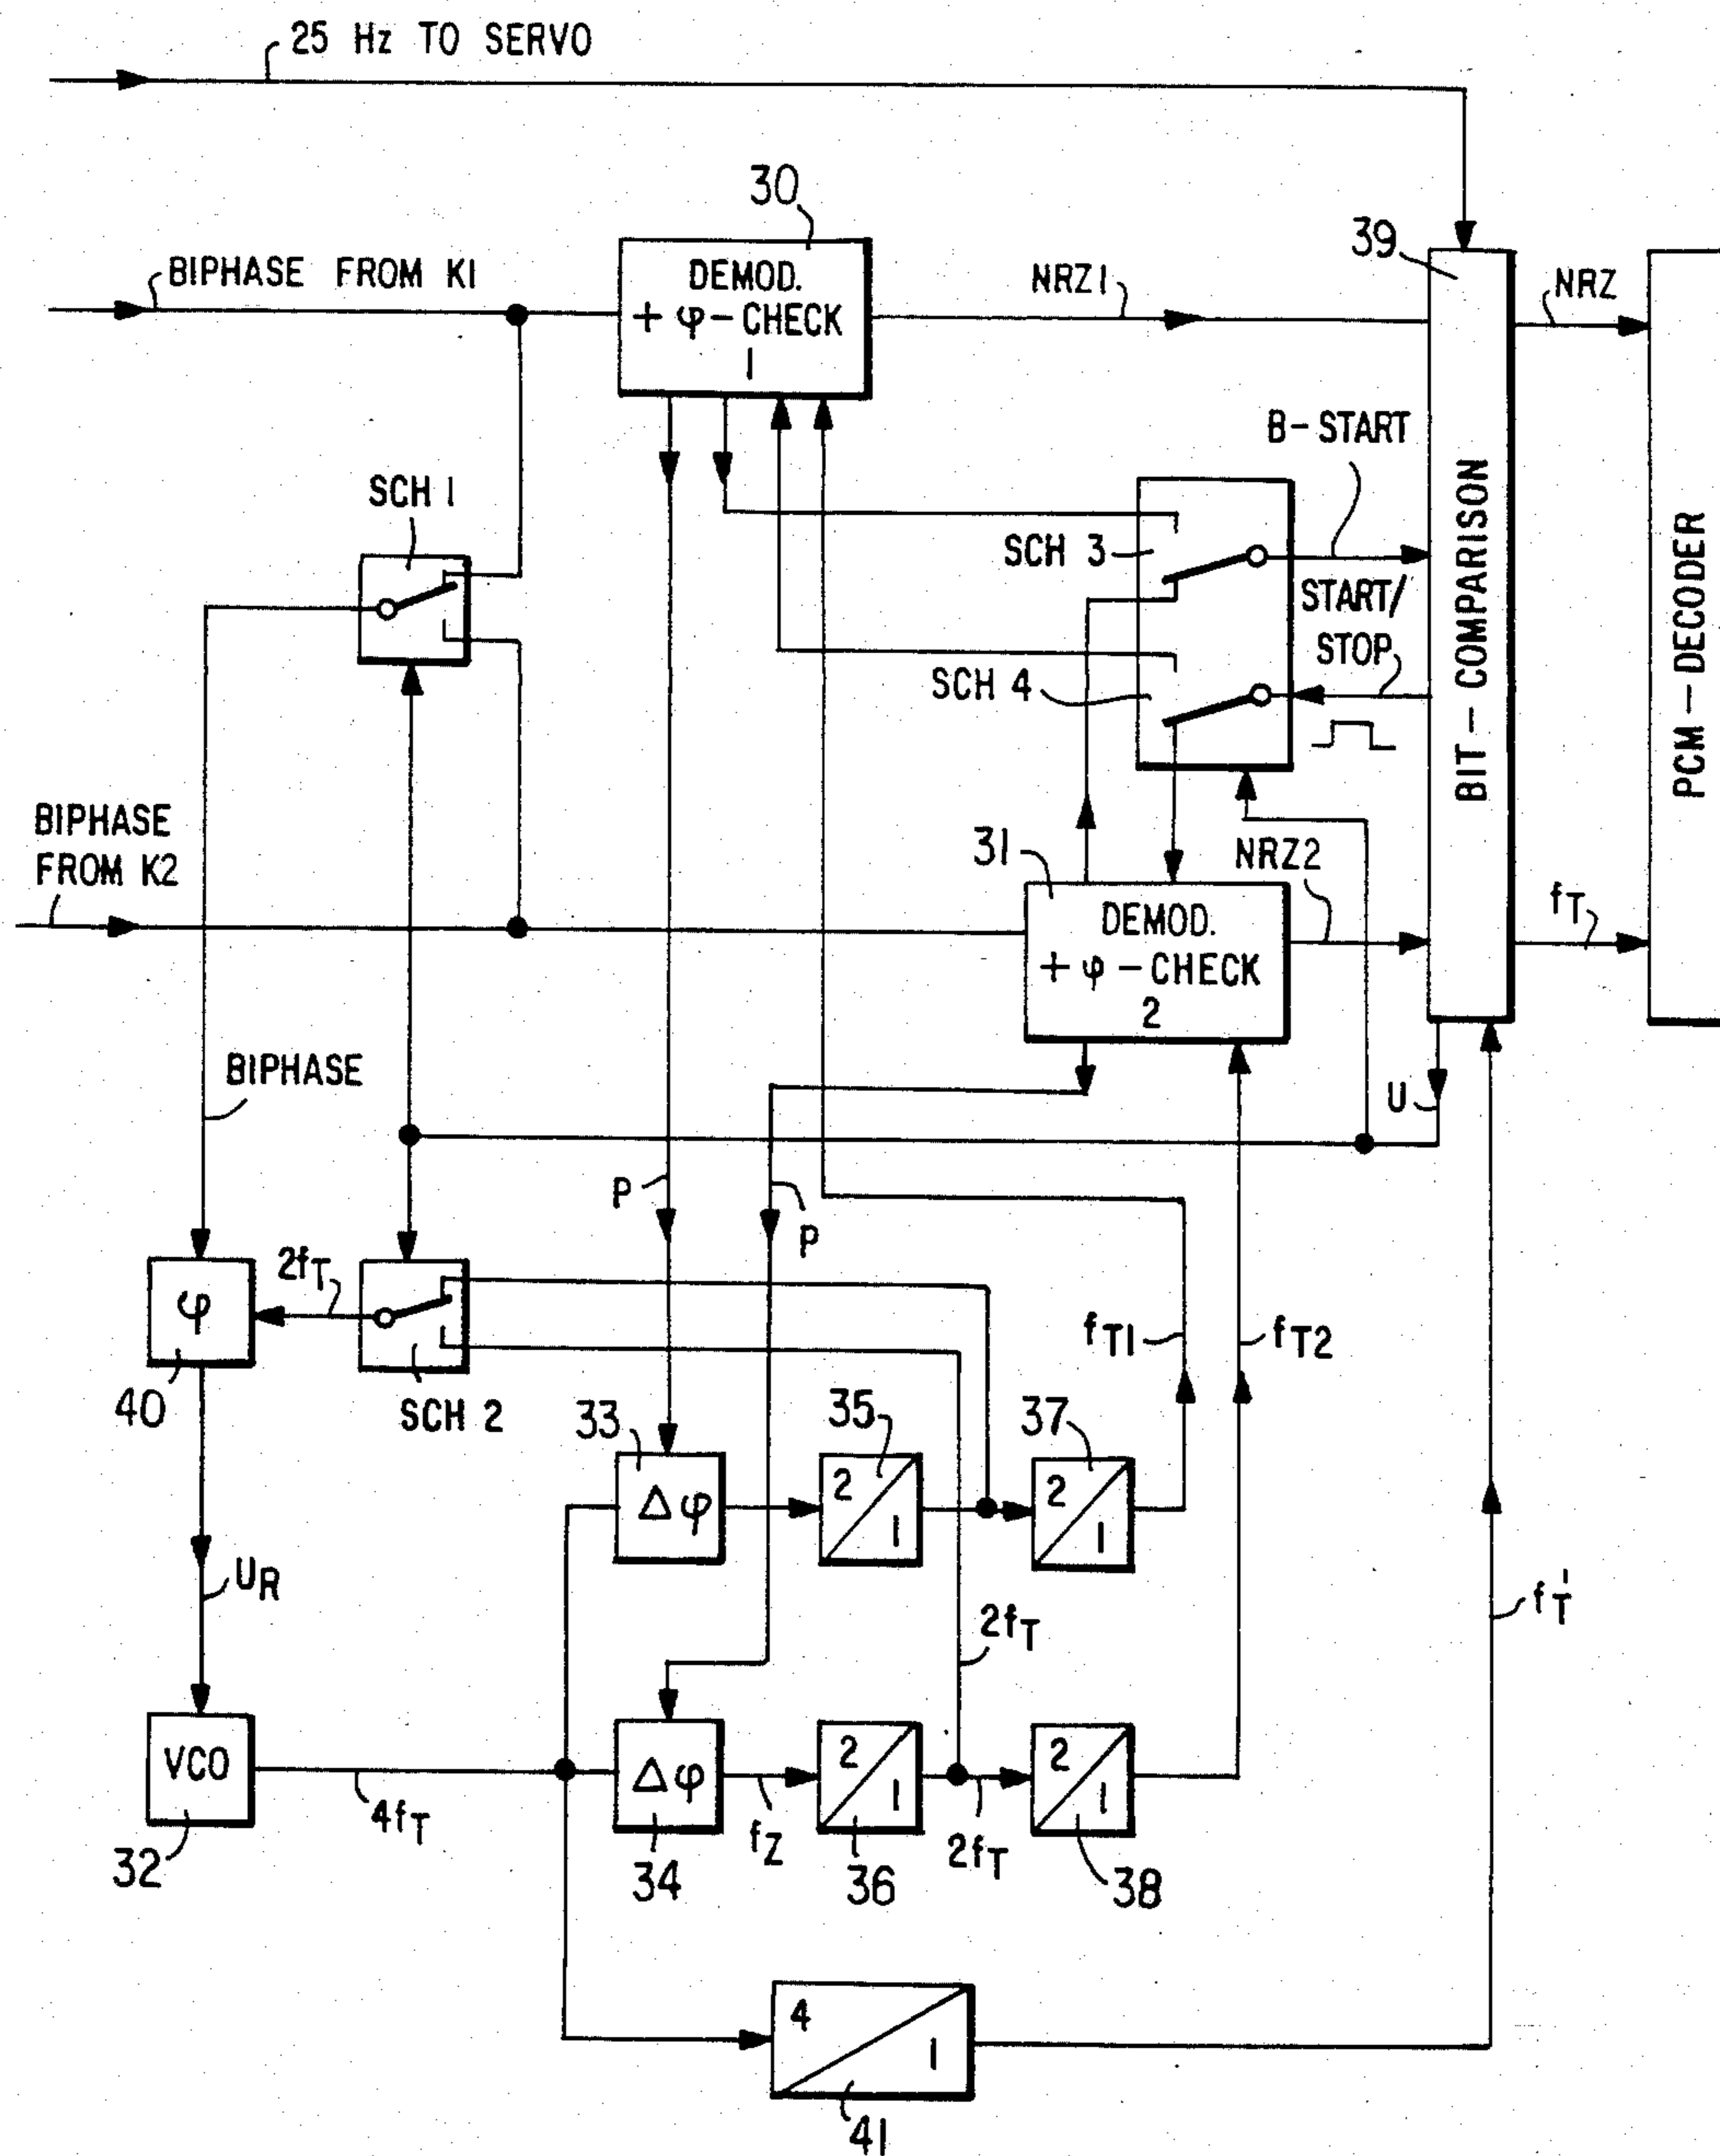 25 Hz TO SERVO
30
39
BIPHASE FROM K1
DEMOD.
+ φ-CHECK
1
NRZ1
NRZ
B-START
SCH 1
SCH 3
START/
STOP
SCH 4
BIT-COMPARISON
PCM-DECODER
BIPHASE
FROM K2
31
NRZ2
DEMOD.
+ φ-CHECK
2
fT
BIPHASE
U
P
P
2fT
φ
40
SCH 2
fT1
fT2
33
35
37
Δφ
2
1
2
1
UR
2fT
fT'
VCO
4fT
32
Δφ
34
fZ
2
1
36
2fT
2
1
38
4
1
41